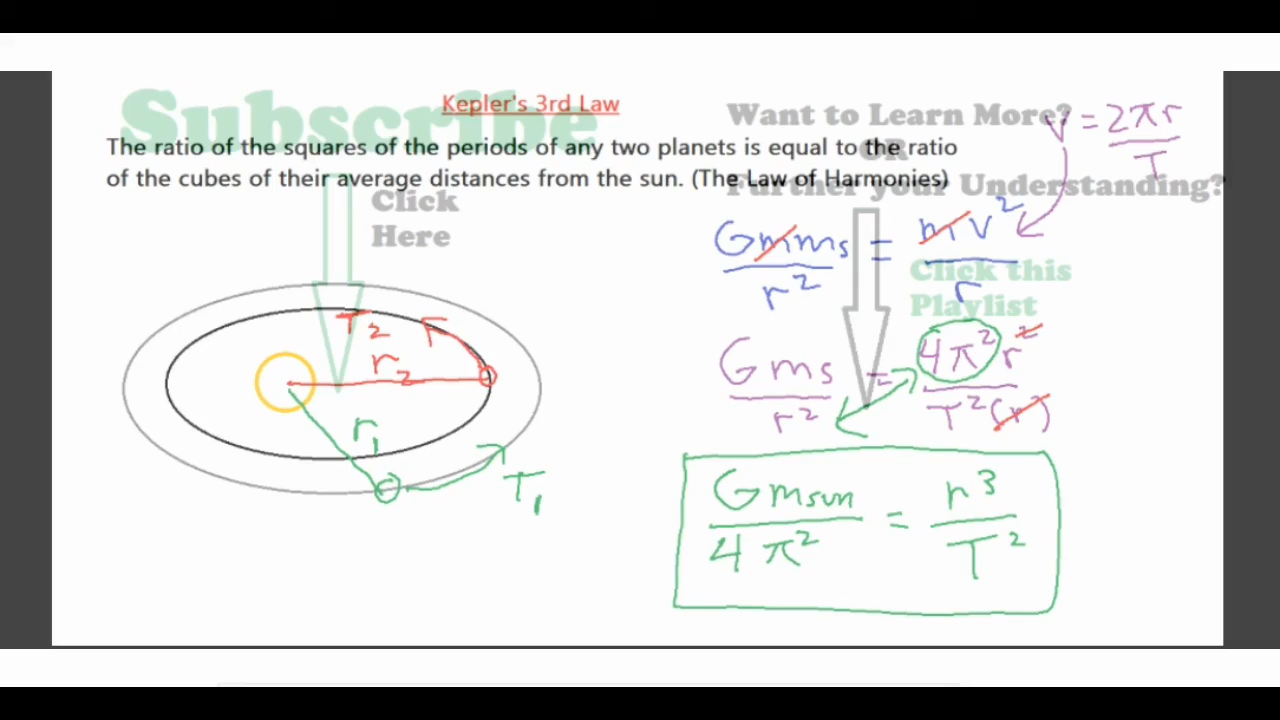 Subscribe
Kepler's 3rd Law
Want to Learn More?
OR
Further your Understanding?
The ratio of the squares of the periods of any two planets is equal to the ratio
of the cubes of their average distances from the sun. (The Law of Harmonies)
Click
Here
Click this
Playlist
v = 2πr / T
Gmms / r² = mv² / r
Gms / r² = 4π²r² / T²(r)
Gmsun / 4π² = r³ / T²
T₂
r₂
r₁
T₁